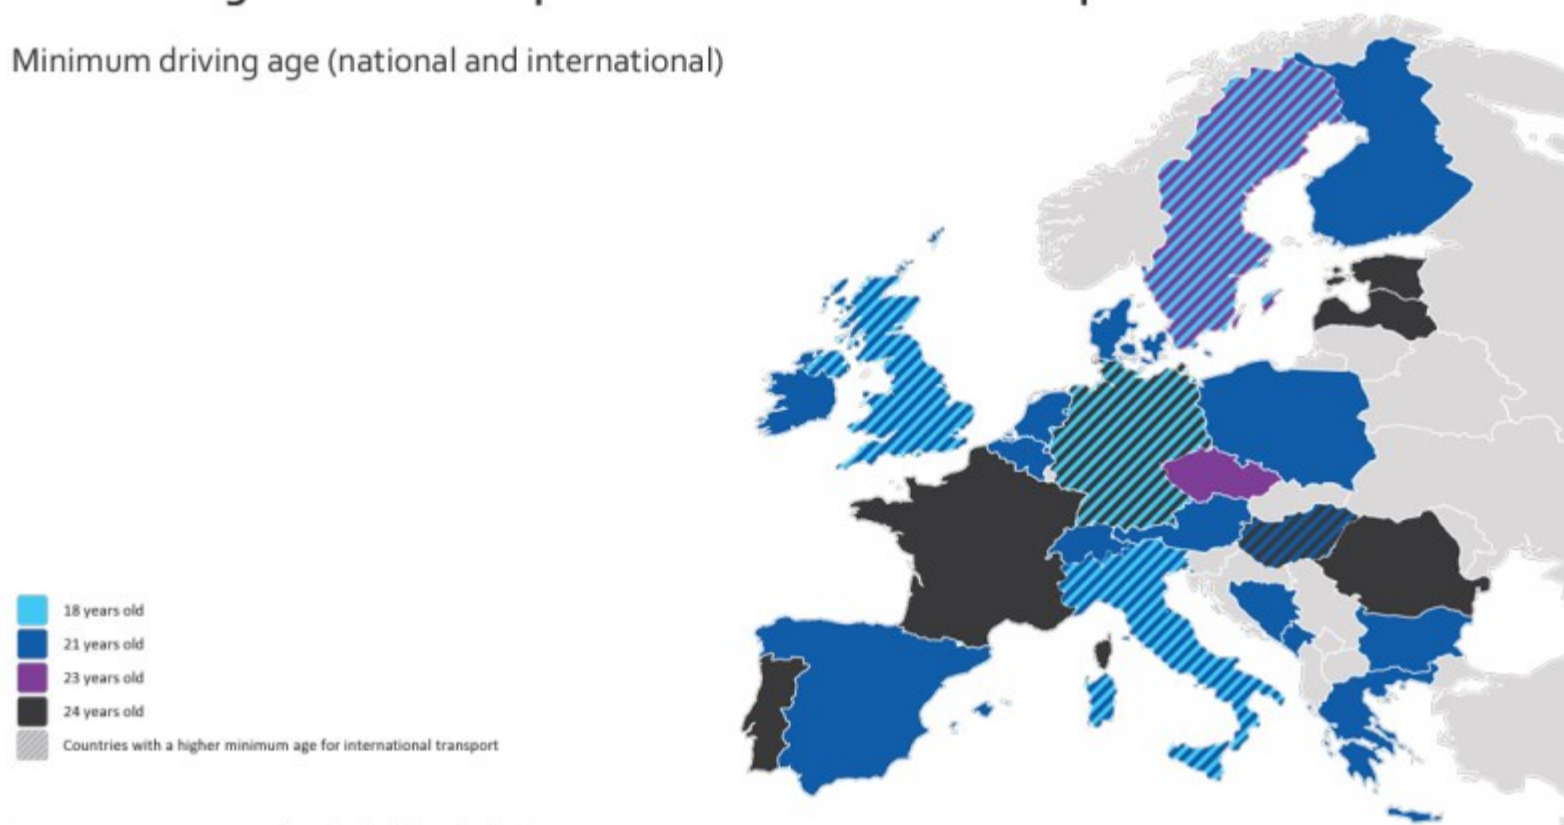 Minimum driving age (national and international)
18 years old
21 years old
23 years old
24 years old
Countries with a higher minimum age for international transport